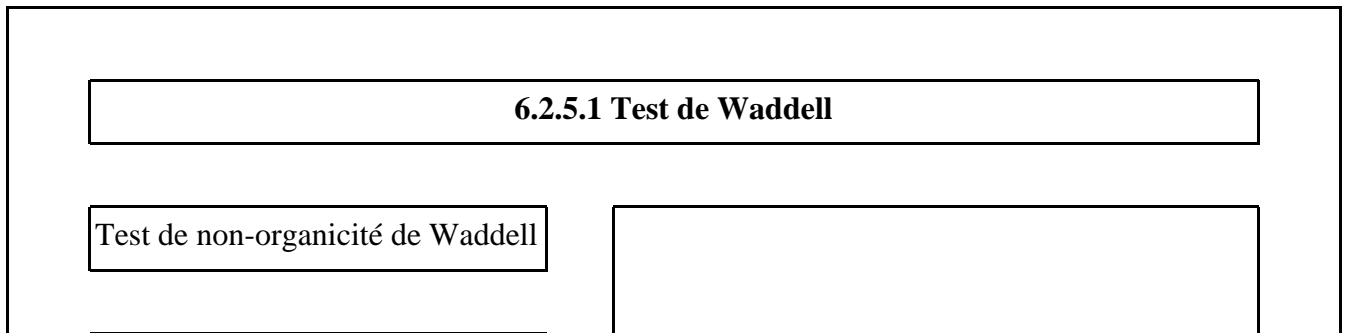 6.2.5.1 Test de Waddell
Test de non-organicité de Waddell